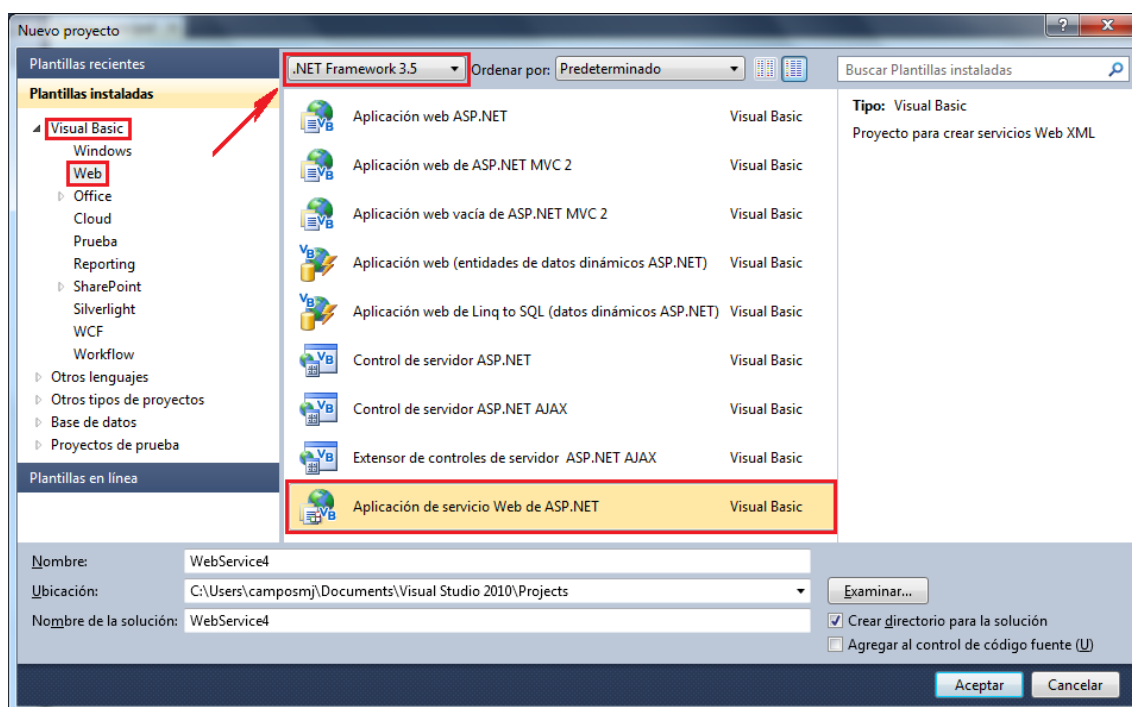 Nuevo proyecto
Plantillas recientes
Plantillas instaladas
Visual Basic
Windows
Web
Office
Cloud
Prueba
Reporting
SharePoint
Silverlight
WCF
Workflow
Otros lenguajes
Otros tipos de proyectos
Base de datos
Proyectos de prueba
Plantillas en línea
.NET Framework 3.5 Ordenar por: Predeterminado
Aplicación web ASP.NET Visual Basic
Aplicación web de ASP.NET MVC 2 Visual Basic
Aplicación web vacía de ASP.NET MVC 2 Visual Basic
Aplicación web (entidades de datos dinámicos ASP.NET) Visual Basic
Aplicación web de Linq to SQL (datos dinámicos ASP.NET) Visual Basic
Control de servidor ASP.NET Visual Basic
Control de servidor ASP.NET AJAX Visual Basic
Extensor de controles de servidor ASP.NET AJAX Visual Basic
Aplicación de servicio Web de ASP.NET Visual Basic
Buscar Plantillas instaladas
Tipo: Visual Basic
Proyecto para crear servicios Web XML
Nombre: WebService4
Ubicación: C:\Users\camposmj\Documents\Visual Studio 2010\Projects
Examinar...
Nombre de la solución: WebService4
Crear directorio para la solución
Agregar al control de código fuente (U)
Aceptar Cancelar